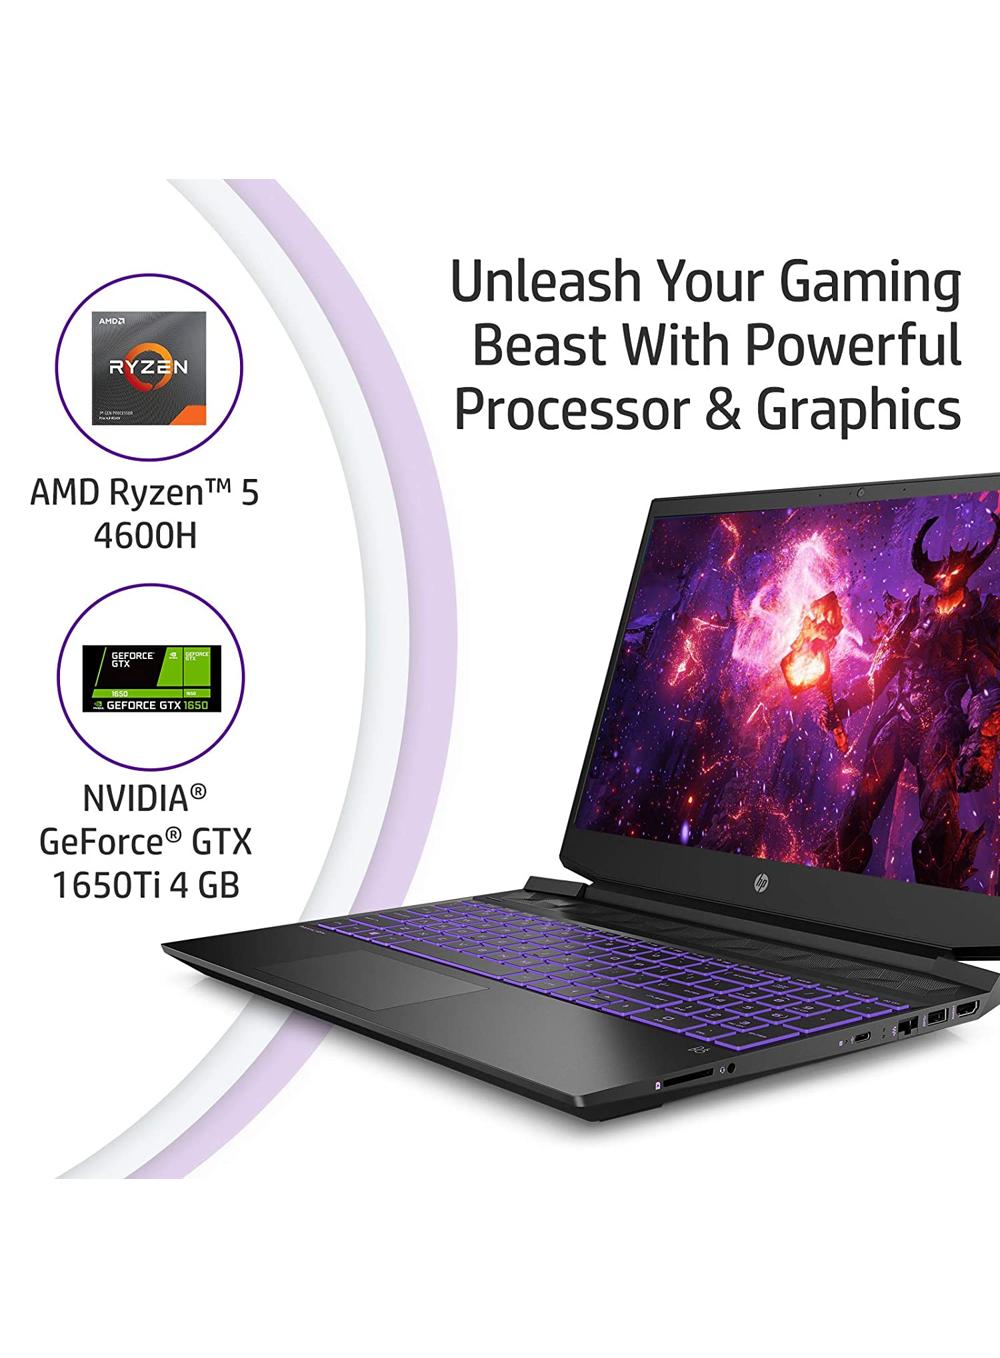 Unleash Your Gaming
Beast With Powerful
Processor & Graphics
AMD
RYZEN
AMD Ryzen™ 5
4600H
GEFORCE
GTX
GEFORCE
GTX
1650
1650
GEFORCE GTX 1650
NVIDIA®
GeForce® GTX
1650Ti 4 GB
hp